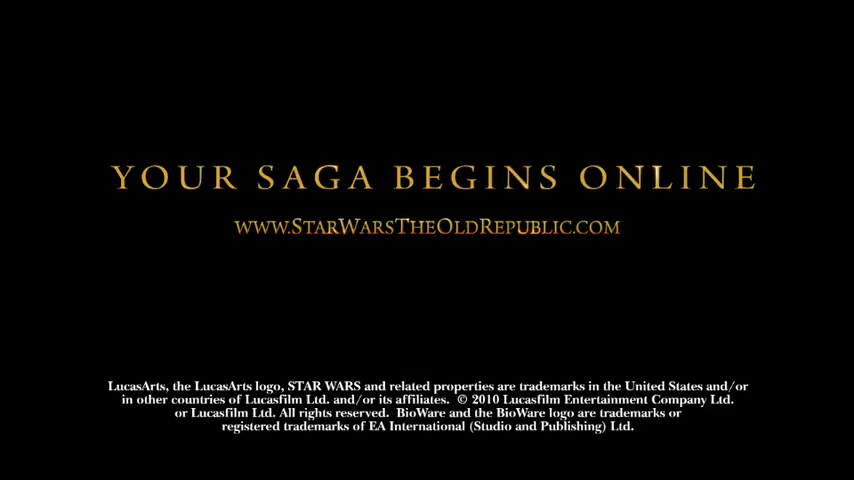 YOUR SAGA BEGINS ONLINE
WWW.STARWARSTHEOLDREPUBLIC.COM
LucasArts, the LucasArts logo, STAR WARS and related properties are trademarks in the United States and/or
in other countries of Lucasfilm Ltd. and/or its affiliates.  © 2010 Lucasfilm Entertainment Company Ltd.
or Lucasfilm Ltd. All rights reserved.  BioWare and the BioWare logo are trademarks or
registered trademarks of EA International (Studio and Publishing) Ltd.